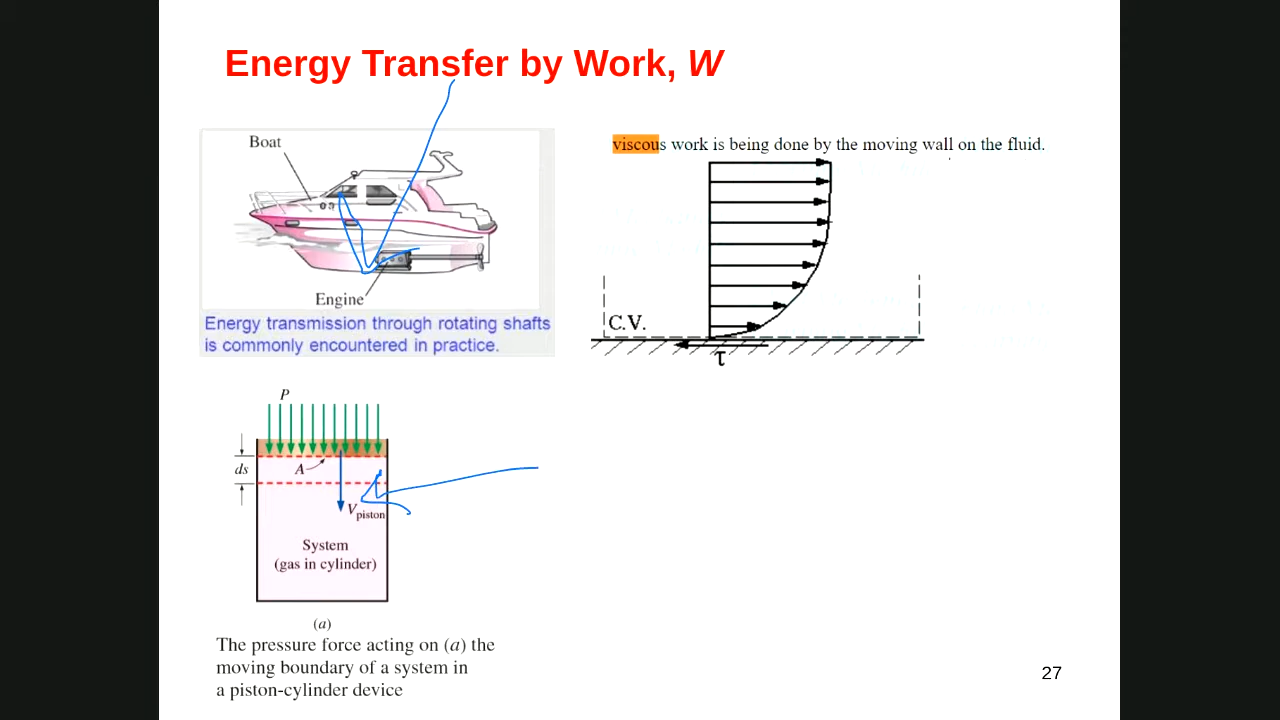 Energy Transfer by Work, W
Boat
Engine
Energy transmission through rotating shafts
is commonly encountered in practice.
viscous work is being done by the moving wall on the fluid.
C.V.
τ
P
ds
A
Vpiston
System
(gas in cylinder)
(a)
The pressure force acting on (a) the
moving boundary of a system in
a piston-cylinder device
27